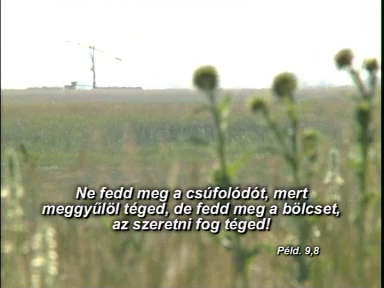 Ne fedd meg a csúfolódót, mert
meggyűlöl téged, de fedd meg a bölcset,
az szeretni fog téged!
Péld. 9,8